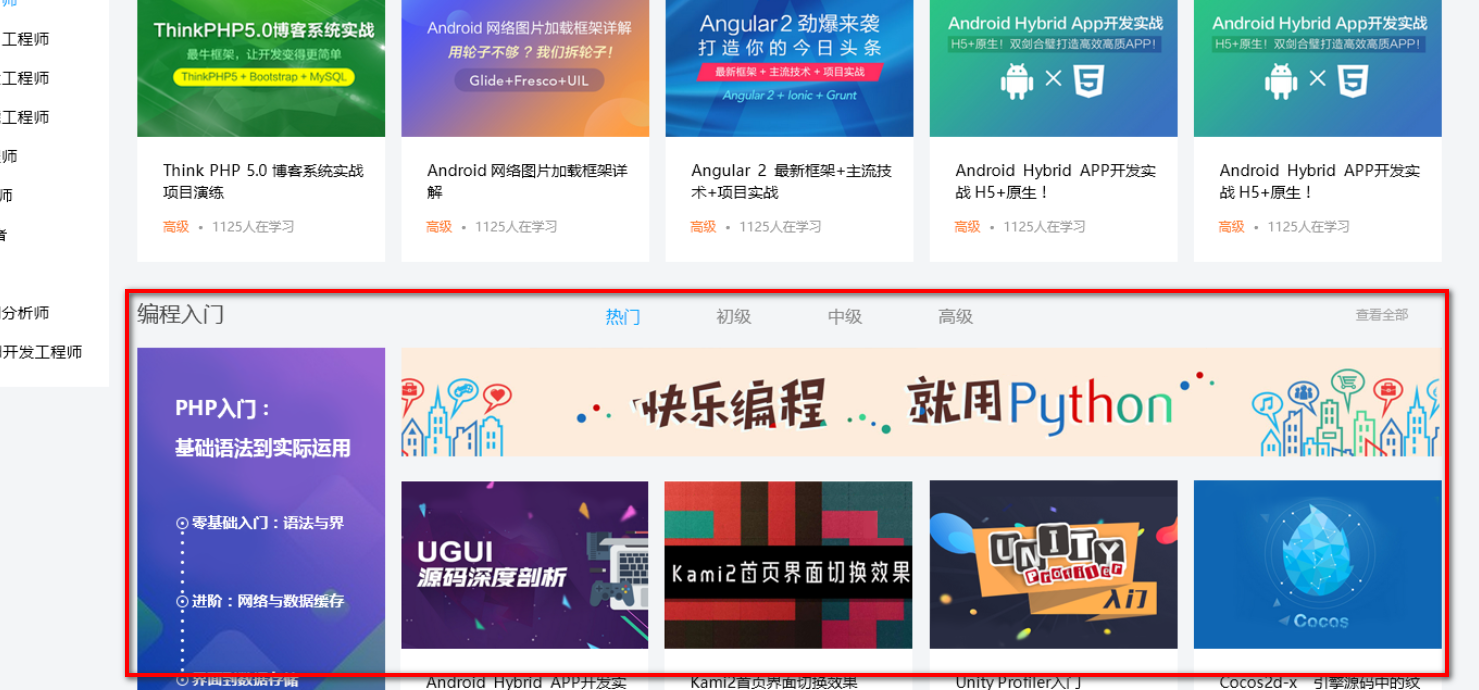 师
工程师
工程师
工程师
师
师
者
分析师
开发工程师
ThinkPHP5.0博客系统实战
最牛框架，让开发变得更简单
ThinkPHP5 + Bootstrap + MySQL
Think PHP 5.0 博客系统实战
项目演练
高级 • 1125人在学习
Android 网络图片加载框架详解
用轮子不够？我们拆轮子！
Glide+Fresco+UIL
Android 网络图片加载框架详
解
高级 • 1125人在学习
Angular 2 劲爆来袭
打造你的今日头条
最新框架 + 主流技术 + 项目实战
Angular 2 + Ionic + Grunt
Angular 2 最新框架+主流技
术+项目实战
高级 • 1125人在学习
Android Hybrid App开发实战
H5+原生！双剑合璧打造高效高质APP！
Android Hybrid APP开发实
战 H5+原生！
高级 • 1125人在学习
Android Hybrid App开发实战
H5+原生！双剑合璧打造高效高质APP！
Android Hybrid APP开发实
战 H5+原生！
高级 • 1125人在学习
编程入门
热门 初级 中级 高级
查看全部
PHP入门：
基础语法到实际运用
零基础入门：语法与界
进阶：网络与数据缓存
界面到数据存储
快乐编程 就用Python
UGUI
源码深度剖析
Android Hybrid APP开发实
Kami2首页界面切换效果
Kami2首页界面切换效果
UNITY
Profiler
入门
Unity Profiler入门
Cocos
Cocos2d-x 引擎源码中的纹